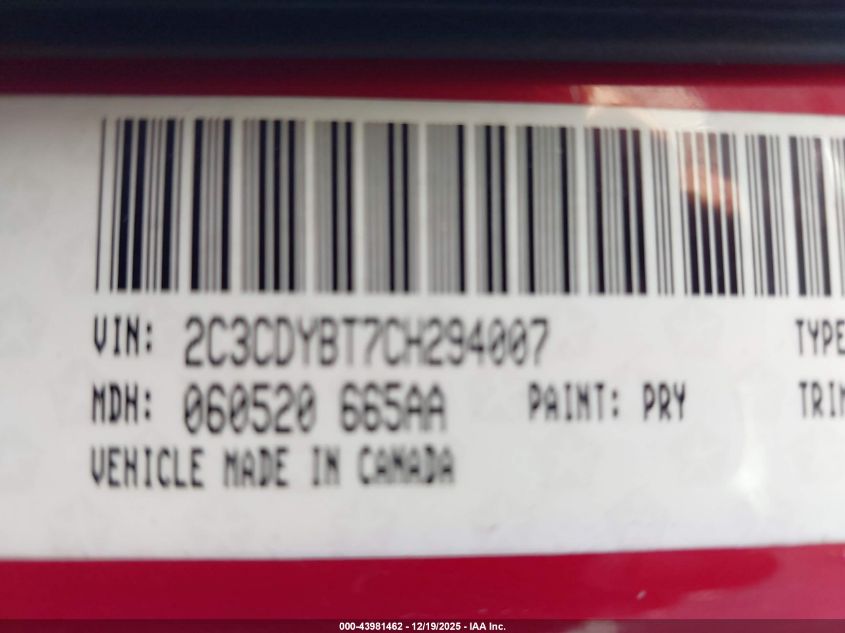 VIN: 2C3CDYBT7CH294007 TYPE
MDH: 060520 665AA PAINT: PRY TRIM
VEHICLE MADE IN CANADA
000-43981462 - 12/19/2025 - IAA Inc.